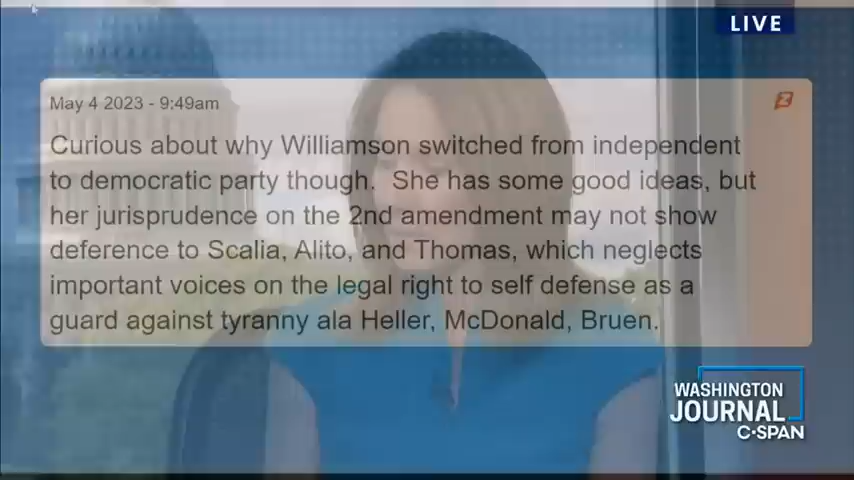 LIVE
May 4 2023 - 9:49am
Curious about why Williamson switched from independent
to democratic party though.  She has some good ideas, but
her jurisprudence on the 2nd amendment may not show
deference to Scalia, Alito, and Thomas, which neglects
important voices on the legal right to self defense as a
guard against tyranny ala Heller, McDonald, Bruen.
WASHINGTON
JOURNAL
C-SPAN